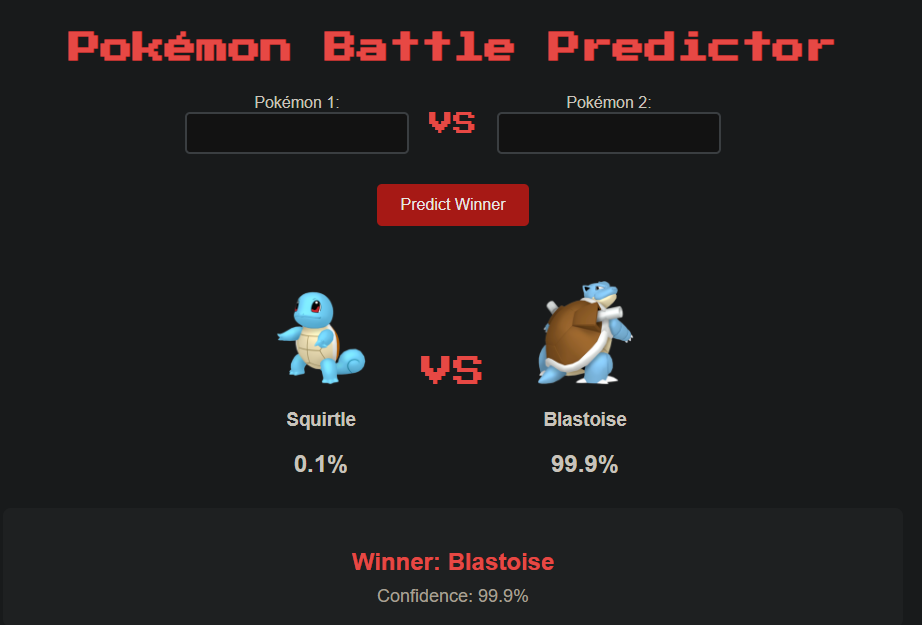 Pokémon Battle Predictor
Pokémon 1:
VS
Pokémon 2:
Predict Winner
Squirtle
0.1%
VS
Blastoise
99.9%
Winner: Blastoise
Confidence: 99.9%